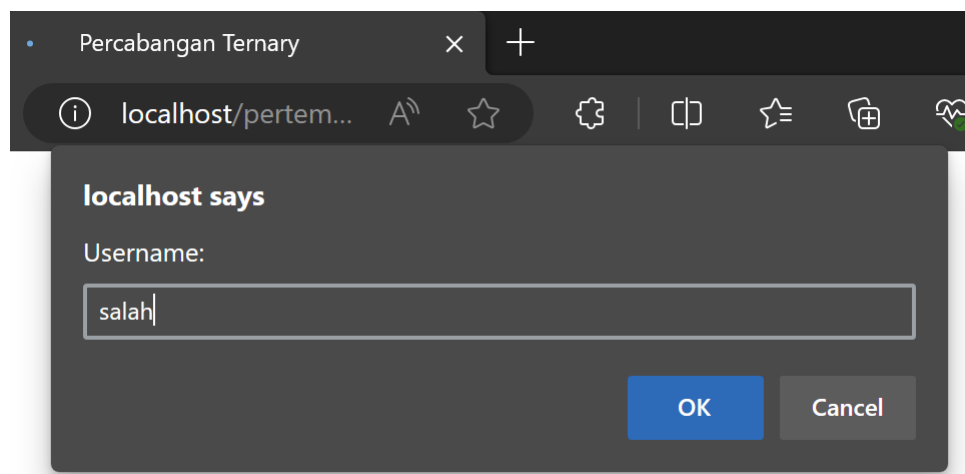 Percabangan Ternary
localhost/pertem...
localhost says
Username:
salah
OK Cancel